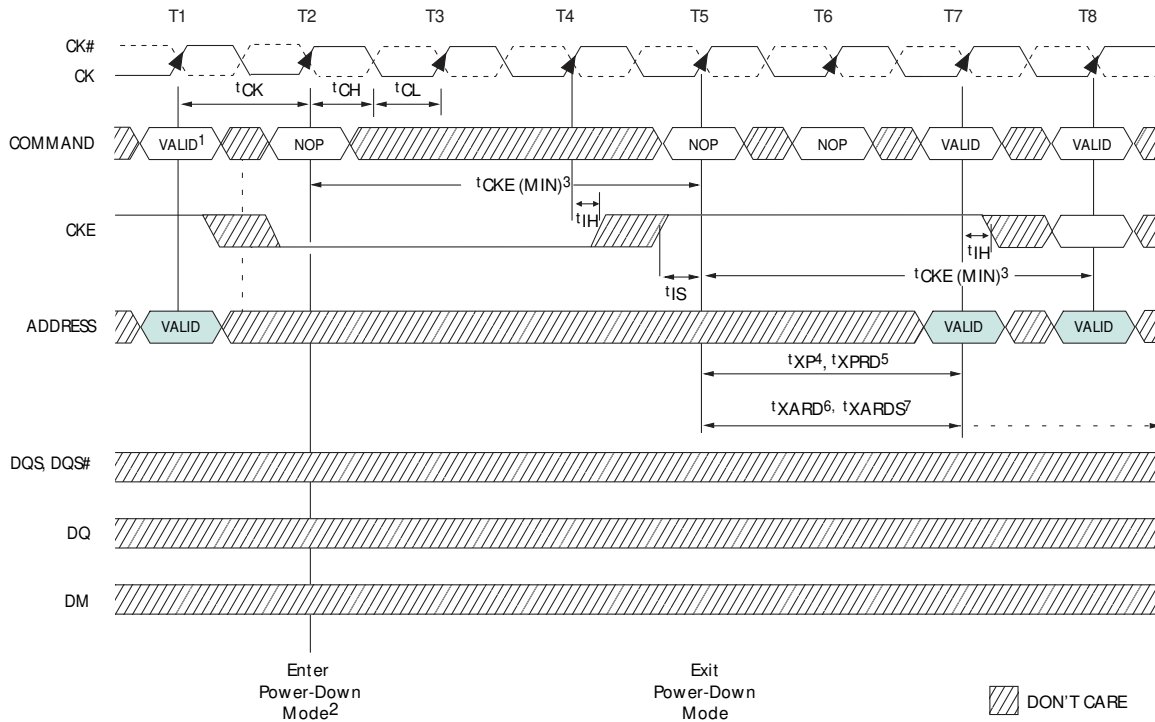 T1 T2 T3 T4 T5 T6 T7 T8
CK#
CK
tCK tCH tCL
COMMAND VALID1 NOP NOP NOP VALID VALID
tCKE (MIN)3
tIH
CKE
tIH
tCKE (MIN)3
tIS
ADDRESS VALID VALID VALID
tXP4, tXPRD5
tXARD6, tXARDS7
DQS, DQS#
DQ
DM
Enter
Power-Down
Mode2
Exit
Power-Down
Mode
DON'T CARE